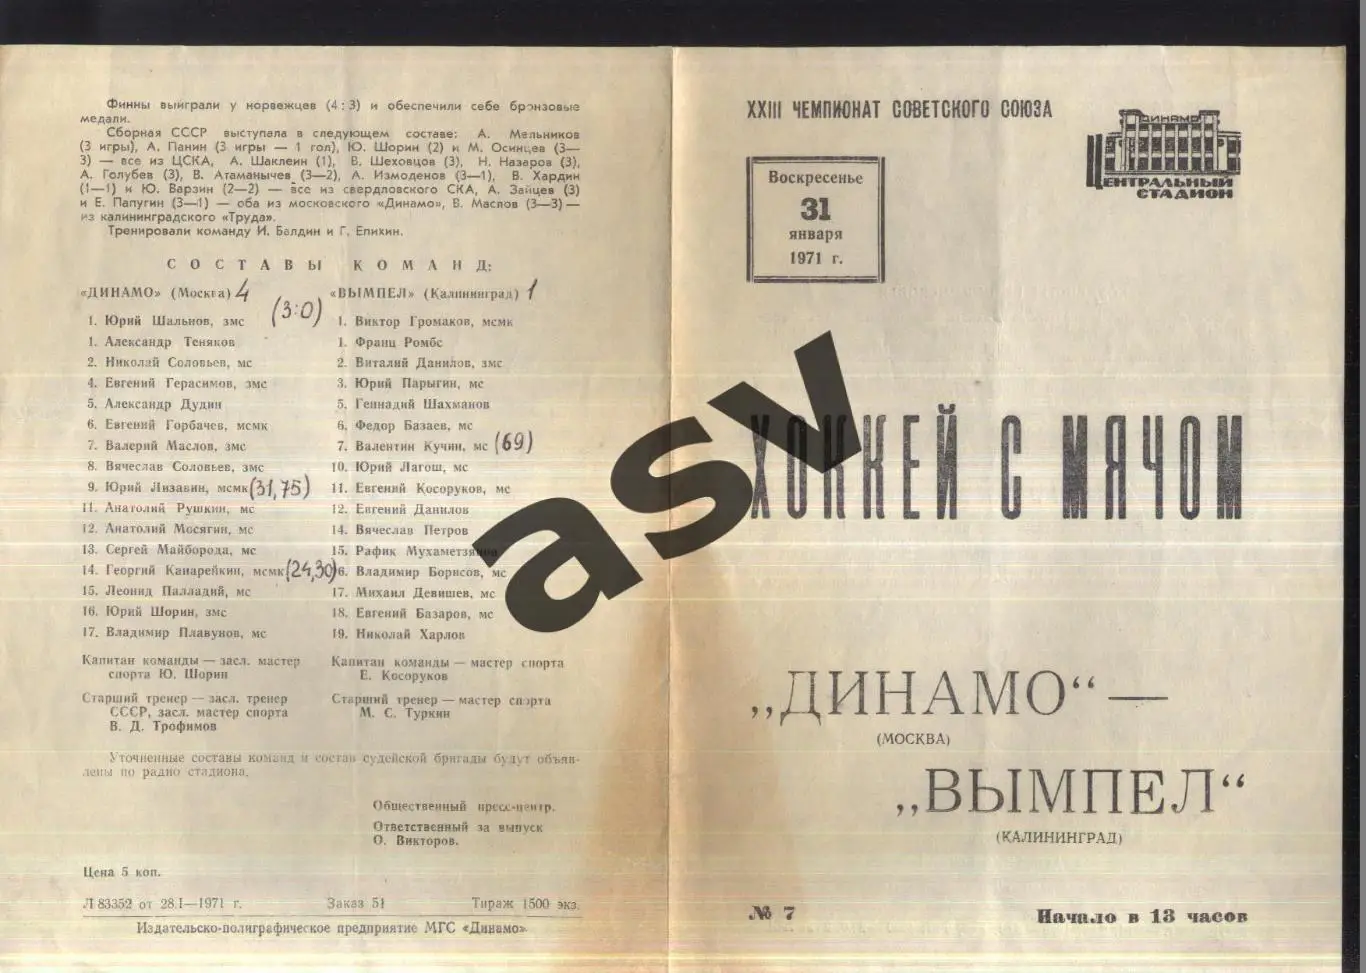 Финны выиграли у норвежцев (4 : 3) и обеспечили себе бронзовые
медали.
Сборная СССР выступала в следующем составе: А. Мельников
(3 игры), А. Панин (3 игры — 1 гол), Ю. Шорин (2) и М. Осинцев (3—
3) — все из ЦСКА, А. Шаклеин (1), В. Шеховцов (3), Н. Назаров (3),
А. Голубев (3), В. Атаманычев (3—2), А. Измоденов (3—1), В. Хардин
(1—1) и Ю. Варзин (2—2) — все из свердловского СКА, А. Зайцев (3)
и Е. Папугин (3—1) — оба из московского «Динамо», В. Маслов (3—3) —
из калининградского «Труда».
Тренировали команду И. Балдин и Г. Епихин.
СОСТАВЫ КОМАНД:
«ДИНАМО» (Москва) 4
(3:0)
1. Юрий Шальнов, змс
1. Александр Теняков
2. Николай Соловьев, мс
4. Евгений Герасимов, змс
5. Александр Дудин
6. Евгений Горбачев, мсмк
7. Валерий Маслов, змс
8. Вячеслав Соловьев, змс
9. Юрий Лизавин, мсмк (31,75)
11. Анатолий Рушкин, мс
12. Анатолий Мосягин, мс
13. Сергей Майборода, мс
14. Георгий Канарейкин, мсмк (24,30)
15. Леонид Палладий, мс
16. Юрий Шорин, змс
17. Владимир Плавунов, мс
Капитан команды — засл. мастер
спорта Ю. Шорин
Старший тренер — засл. тренер
СССР, засл. мастер спорта
В. Д. Трофимов
«ВЫМПЕЛ» (Калининград) 1
1. Виктор Громаков, мсмк
1. Франц Ромбс
2. Виталий Данилов, змс
3. Юрий Парыгин, мс
5. Геннадий Шахманов
6. Федор Базаев, мс
7. Валентин Кучин, мс (69)
10. Юрий Лагош, мс
11. Евгений Косоруков, мс
12. Евгений Данилов
14. Вячеслав Петров
15. Рафик Мухаметзянов
6. Владимир Борисов, мс
17. Михаил Девишев, мс
18. Евгений Базаров, мс
19. Николай Харлов
Капитан команды — мастер спорта
Е. Косоруков
Старший тренер — мастер спорта
М. С. Туркин
Уточненные составы команд и состав судейской бригады будут объяв-
лены по радио стадиона.
Общественный пресс-центр.
Ответственный за выпуск
О. Викторов.
Цена 5 коп.
Л 83352 от 28.I—1971 г. Заказ 51 Тираж 1500 экз.
Издательско-полиграфическое предприятие МГС «Динамо»
XXIII ЧЕМПИОНАТ СОВЕТСКОГО СОЮЗА
ДИНАМО
ЦЕНТРАЛЬНЫЙ
СТАДИОН
Воскресенье
31
января
1971 г.
ХОККЕЙ С МЯЧОМ
„ДИНАМО“ —
(МОСКВА)
„ВЫМПЕЛ“
(КАЛИНИНГРАД)
№ 7 Начало в 13 часов
asv